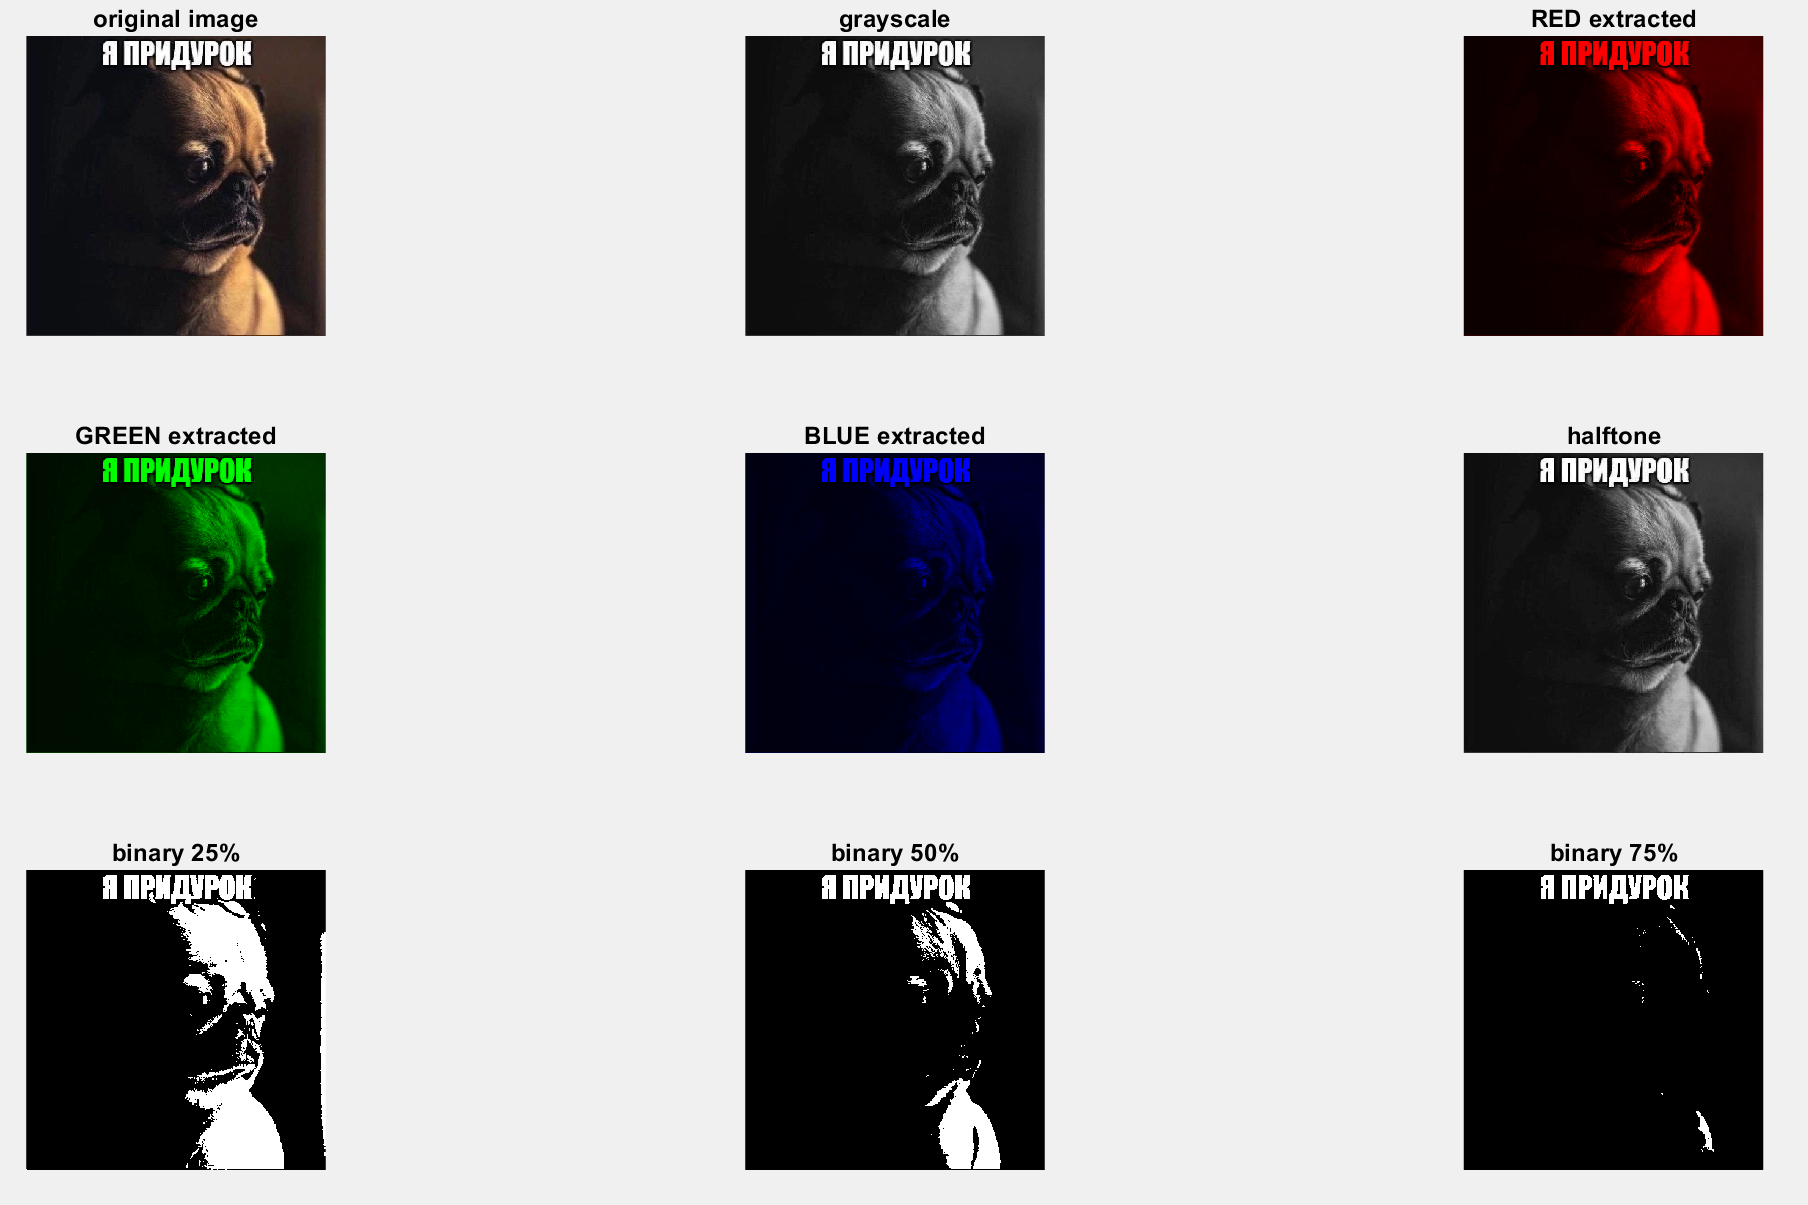 original image
Я ПРИДУРОК
grayscale
Я ПРИДУРОК
RED extracted
Я ПРИДУРОК
GREEN extracted
Я ПРИДУРОК
BLUE extracted
Я ПРИДУРОК
halftone
Я ПРИДУРОК
binary 25%
Я ПРИДУРОК
binary 50%
Я ПРИДУРОК
binary 75%
Я ПРИДУРОК